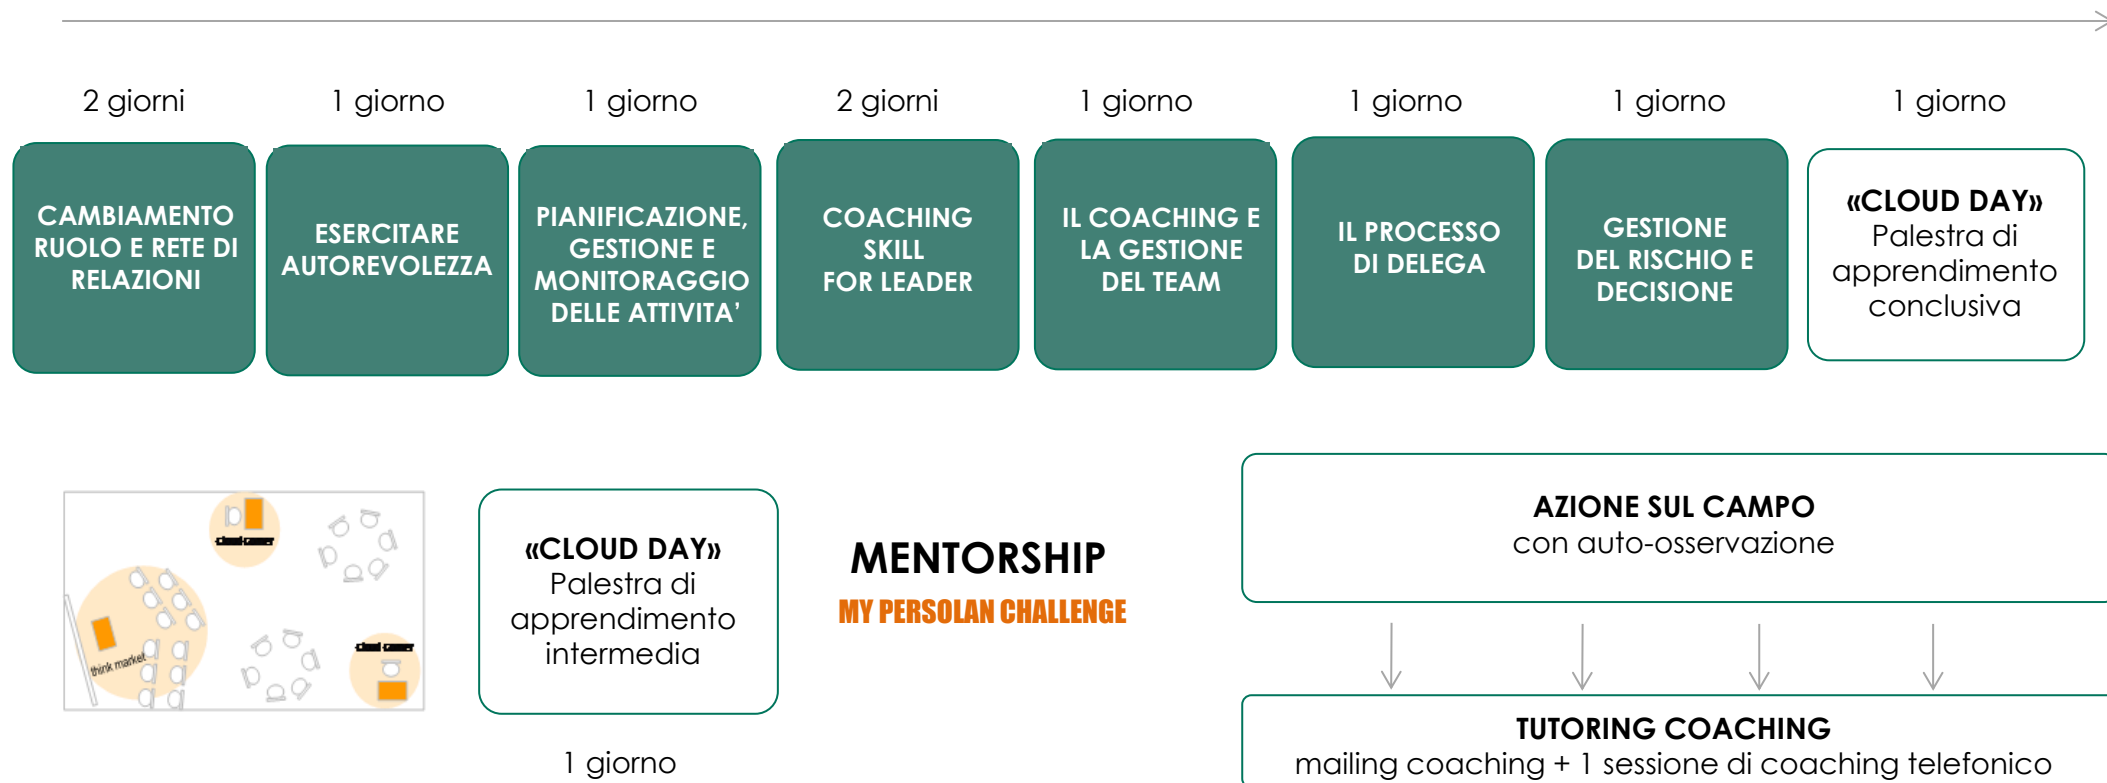 2 giorni
1 giorno
1 giorno
2 giorni
1 giorno
1 giorno
1 giorno
1 giorno
CAMBIAMENTO
RUOLO E RETE DI
RELAZIONI
ESERCITARE
AUTOREVOLEZZA
PIANIFICAZIONE,
GESTIONE E
MONITORAGGIO
DELLE ATTIVITA’
COACHING
SKILL
FOR LEADER
IL COACHING E
LA GESTIONE
DEL TEAM
IL PROCESSO
DI DELEGA
GESTIONE
DEL RISCHIO E
DECISIONE
«CLOUD DAY»
Palestra di
apprendimento
conclusiva
cloud corner
think market
cloud corner
«CLOUD DAY»
Palestra di
apprendimento
intermedia
1 giorno
MENTORSHIP
MY PERSOLAN CHALLENGE
AZIONE SUL CAMPO
con auto-osservazione
TUTORING COACHING
mailing coaching + 1 sessione di coaching telefonico